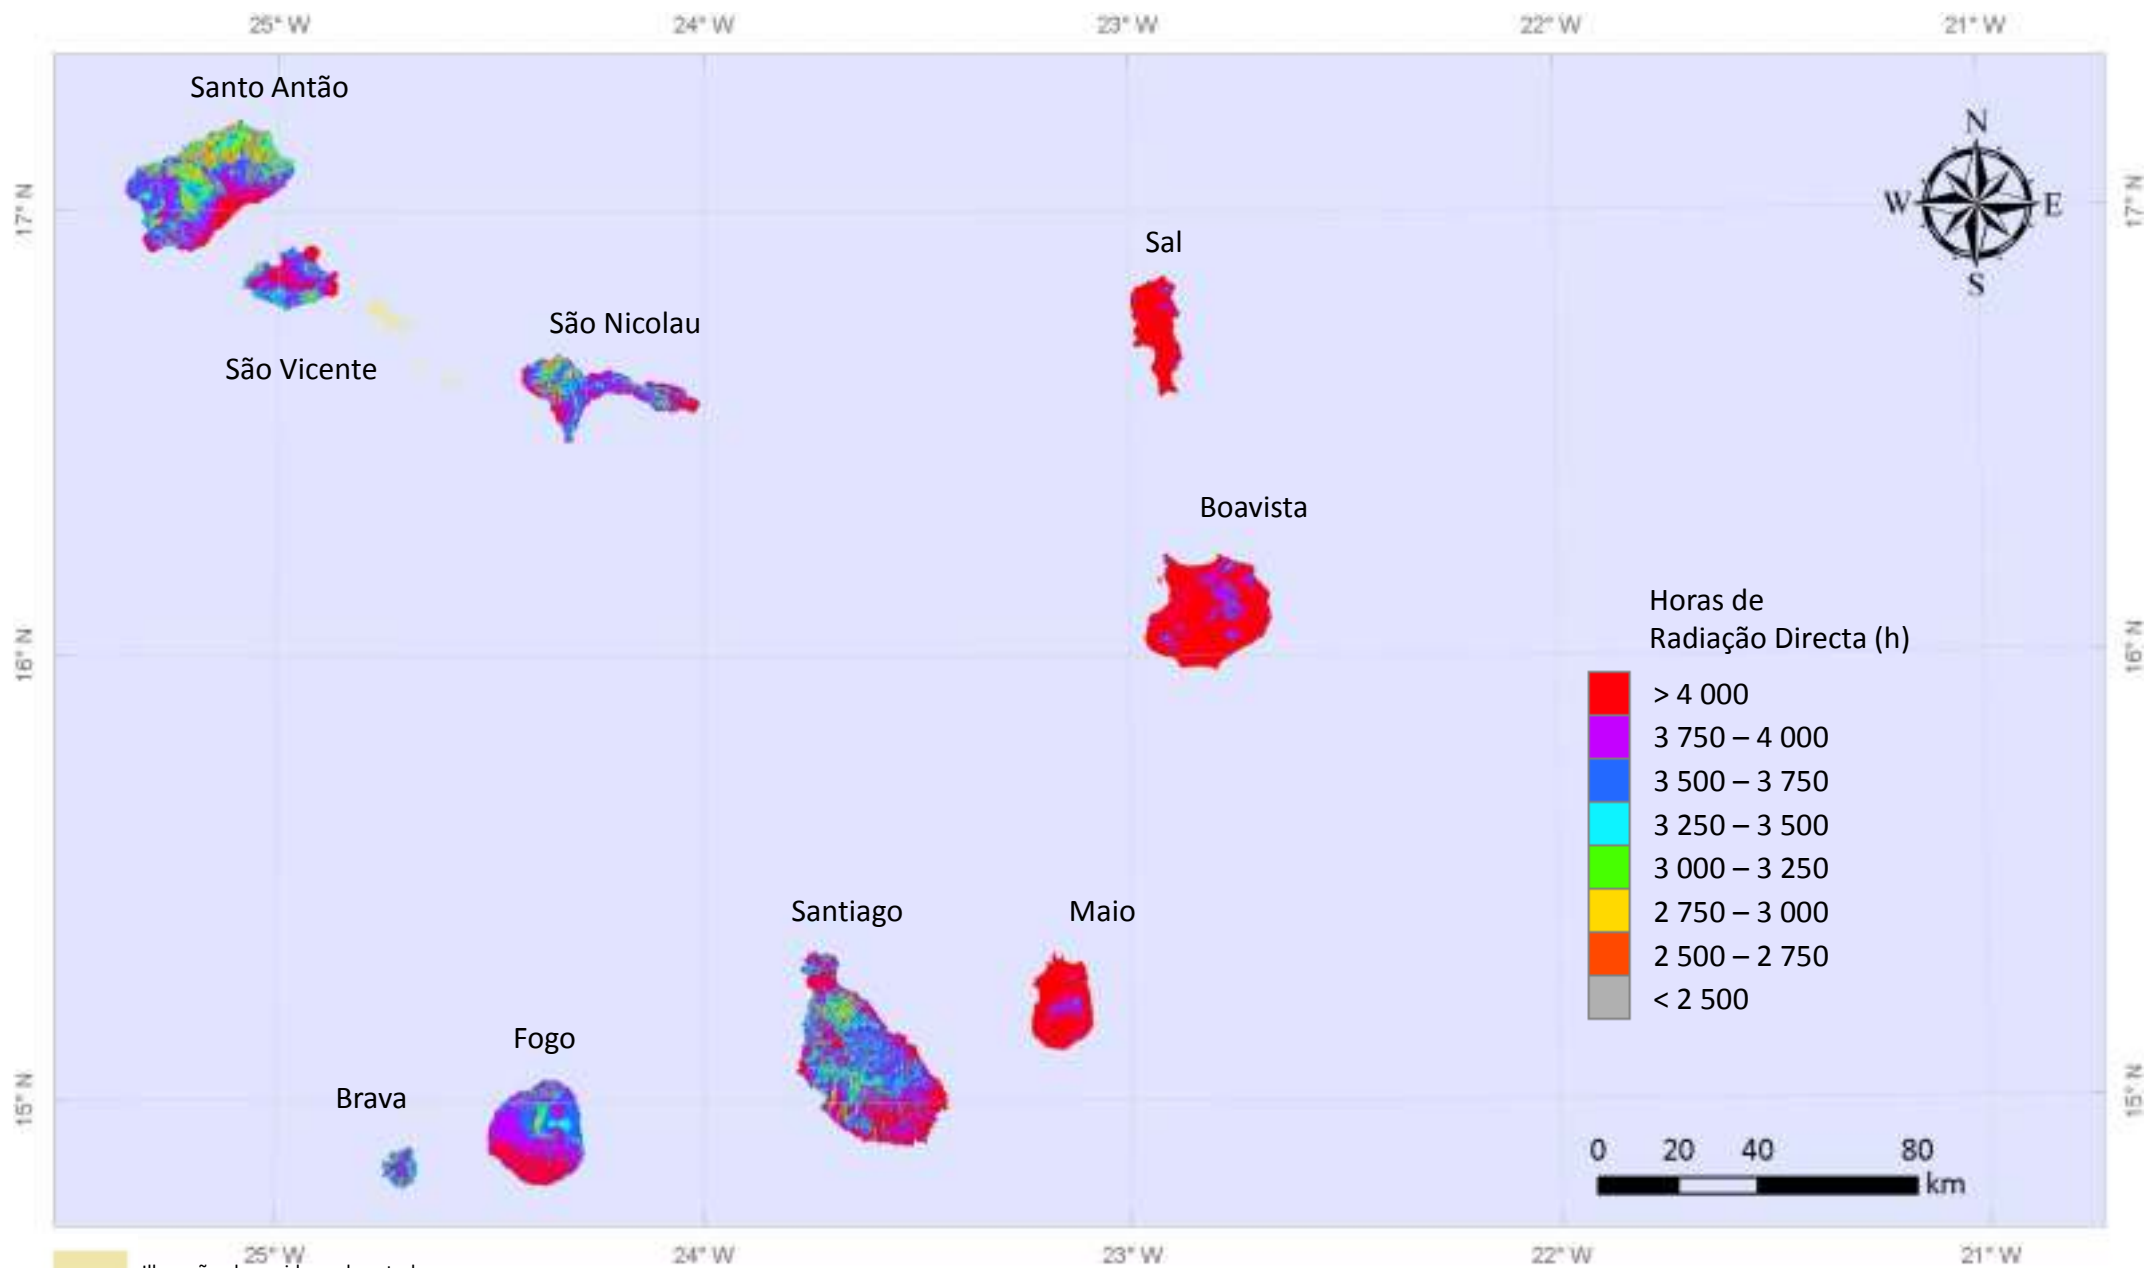 25° W 24° W 23° W 22° W 21° W
Santo Antão
N
W E
S
17° N 17° N
Sal
São Nicolau
São Vicente
Boavista
Horas de
Radiação Directa (h)
16° N 16° N
> 4 000
3 750 – 4 000
3 500 – 3 750
3 250 – 3 500
3 000 – 3 250
2 750 – 3 000
2 500 – 2 750
< 2 500
Santiago Maio
Fogo
Brava
15° N 15° N
0 20 40 80
km
25° W 24° W 23° W 22° W 21° W